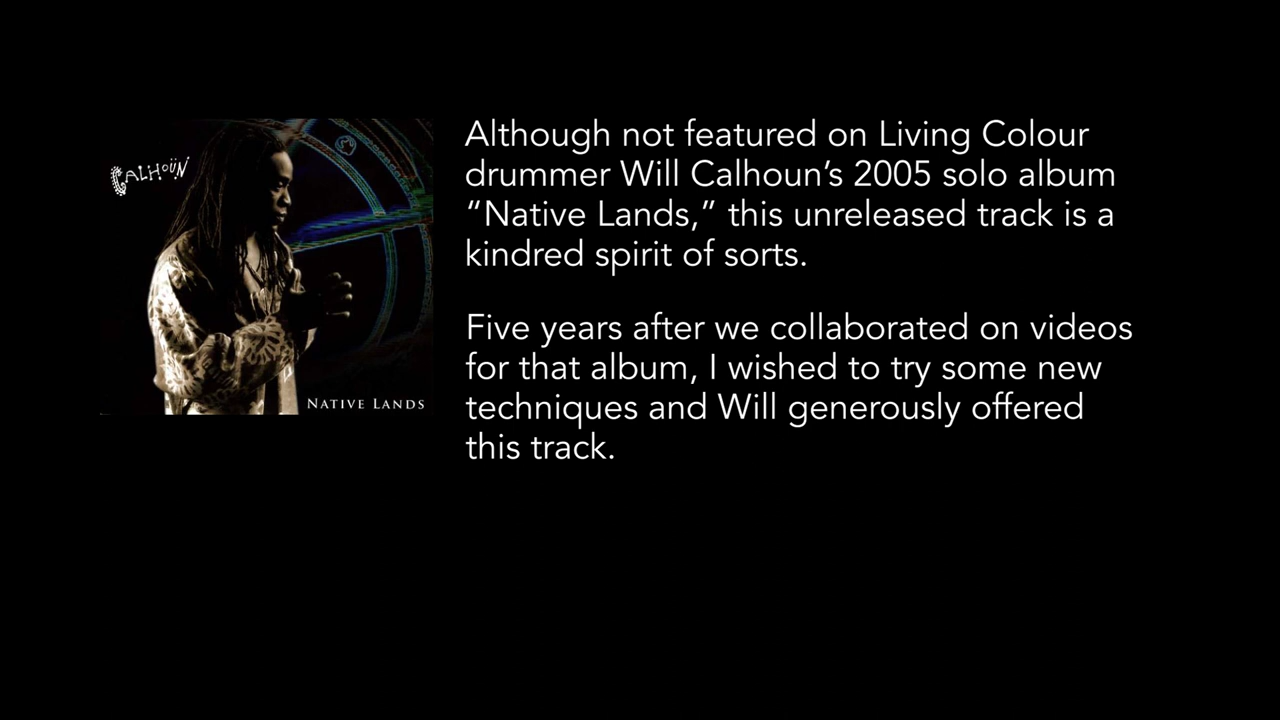 CALHOÜN
NATIVE LANDS
Although not featured on Living Colour
drummer Will Calhoun’s 2005 solo album
“Native Lands,” this unreleased track is a
kindred spirit of sorts.
Five years after we collaborated on videos
for that album, I wished to try some new
techniques and Will generously offered
this track.